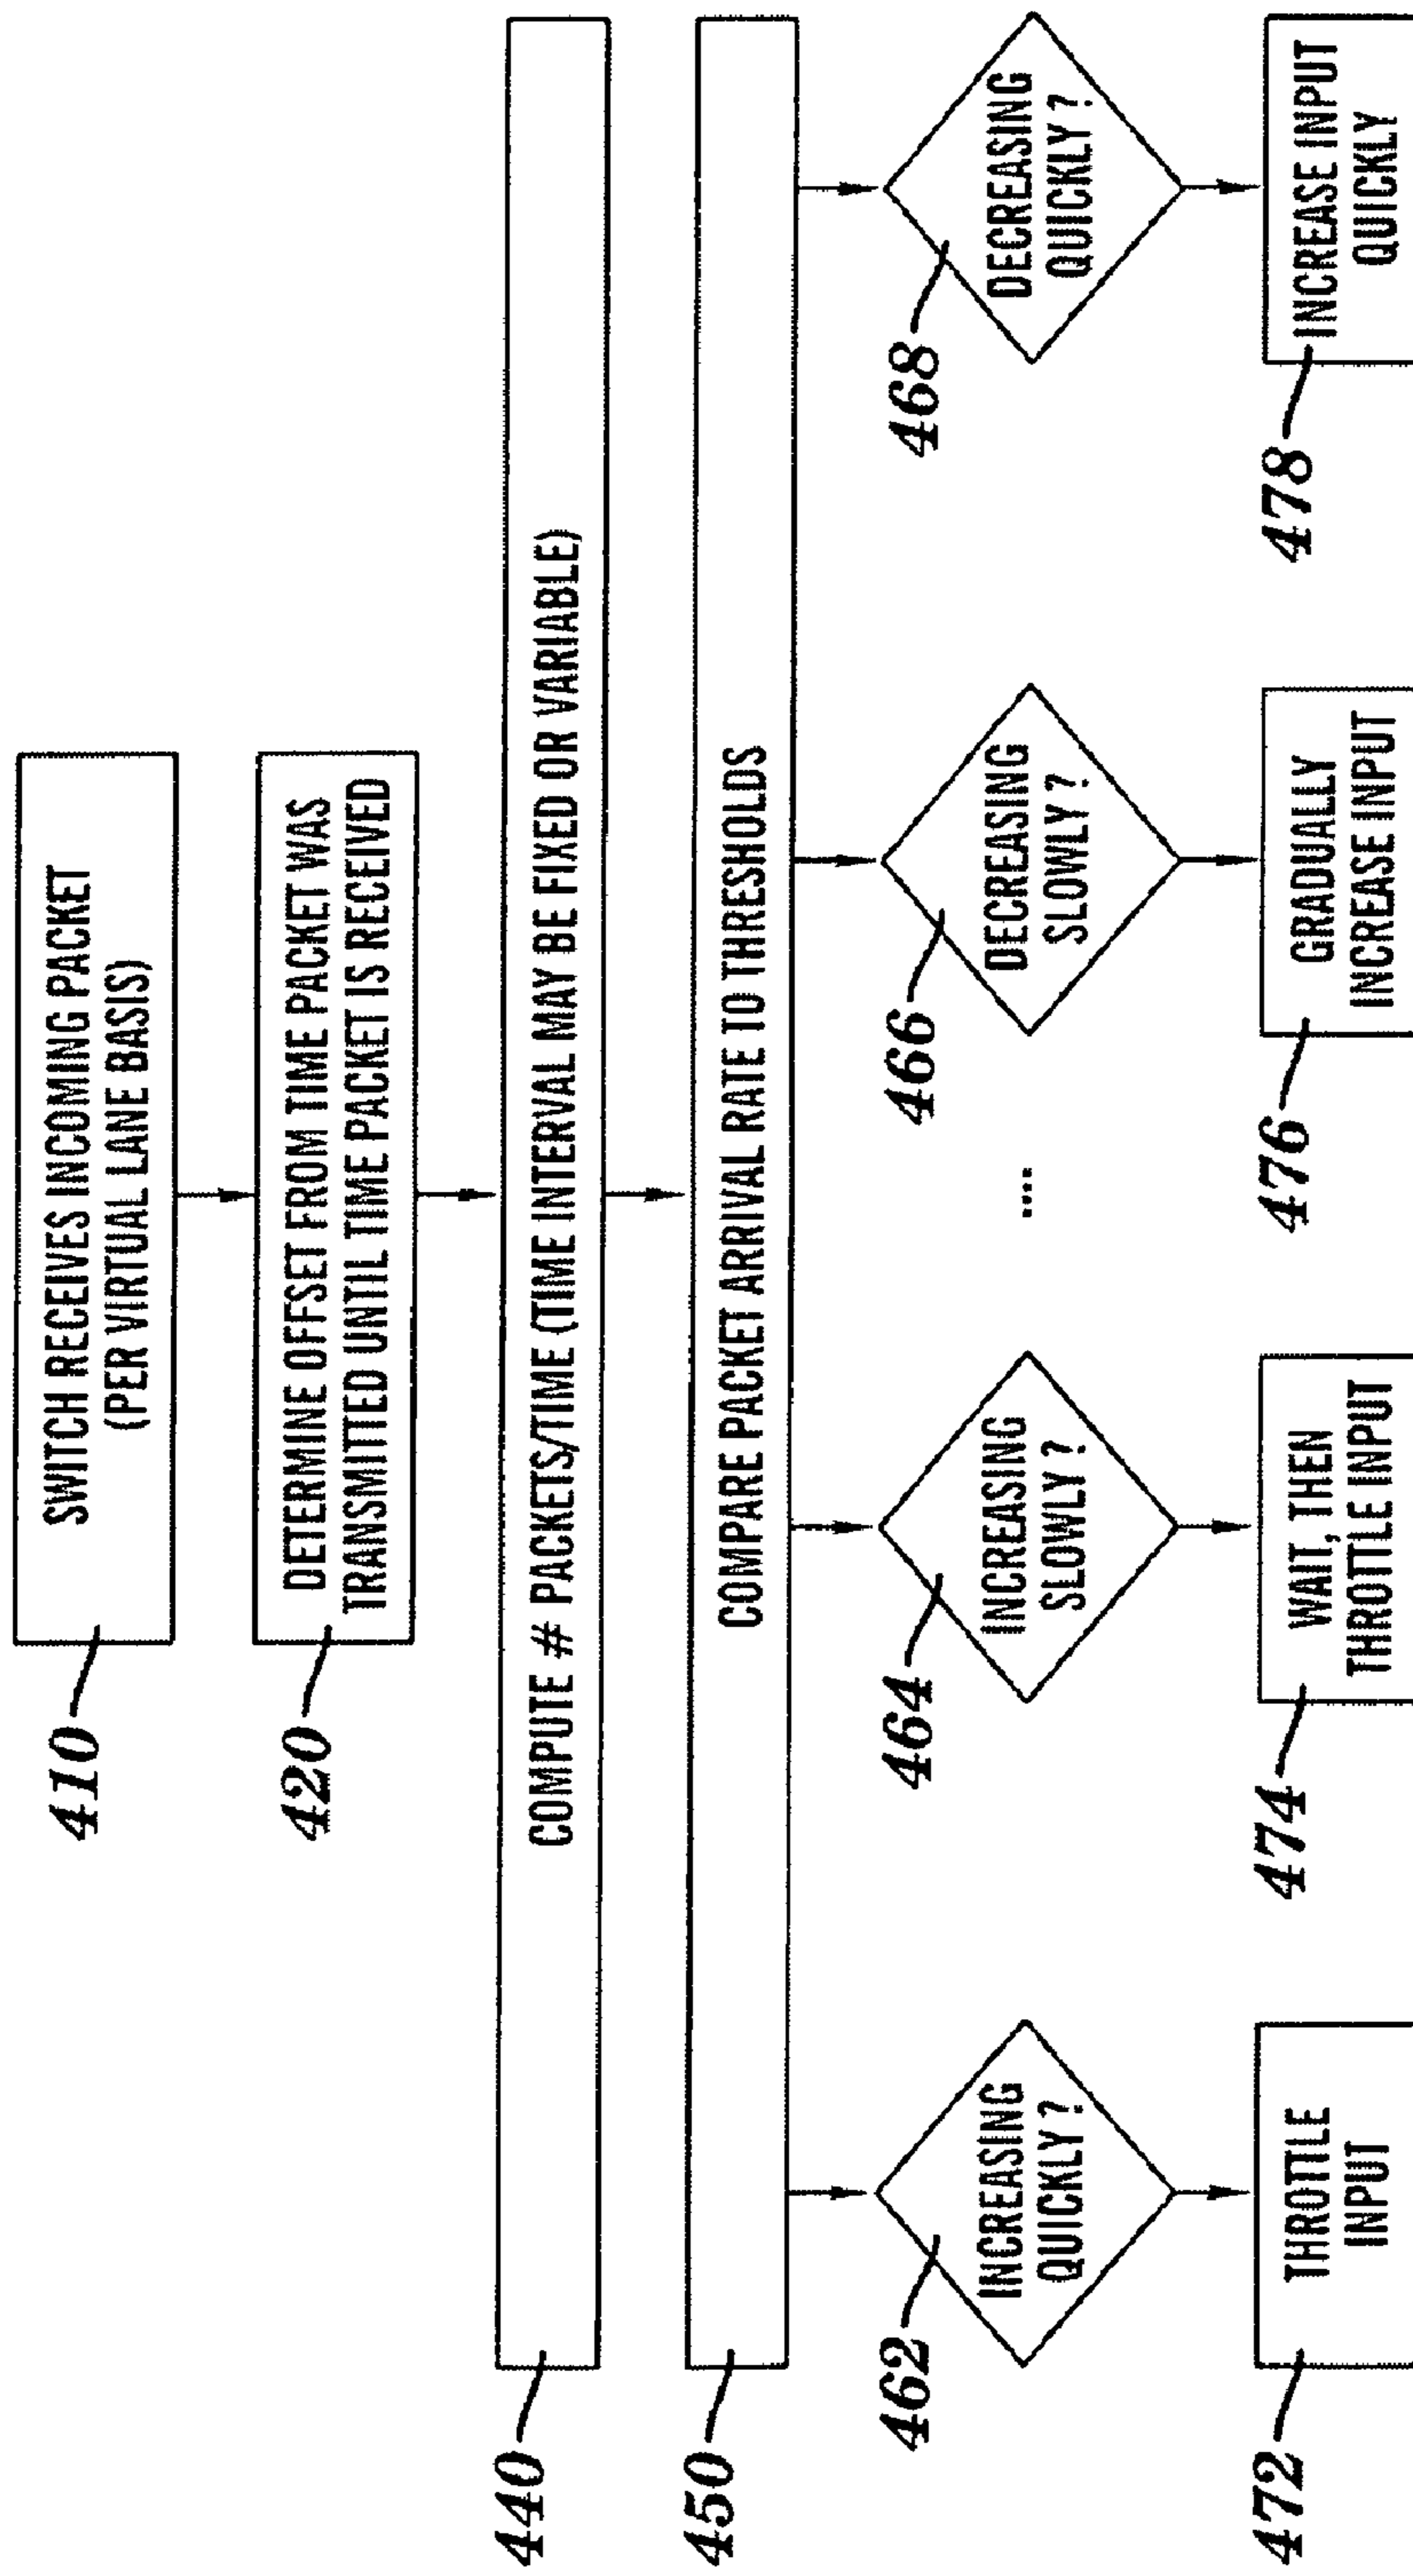 410
SWITCH RECEIVES INCOMING PACKET
(PER VIRTUAL LANE BASIS)
420
DETERMINE OFFSET FROM TIME PACKET WAS
TRANSMITTED UNTIL TIME PACKET IS RECEIVED
440
COMPUTE # PACKETS/TIME (TIME INTERVAL MAY BE FIXED OR VARIABLE)
450
COMPARE PACKET ARRIVAL RATE TO THRESHOLDS
462
INCREASING
QUICKLY?
464
INCREASING
SLOWLY?
....
466
DECREASING
SLOWLY?
468
DECREASING
QUICKLY?
472
THROTTLE
INPUT
474
WAIT, THEN
THROTTLE INPUT
476
GRADUALLY
INCREASE INPUT
478
INCREASE INPUT
QUICKLY